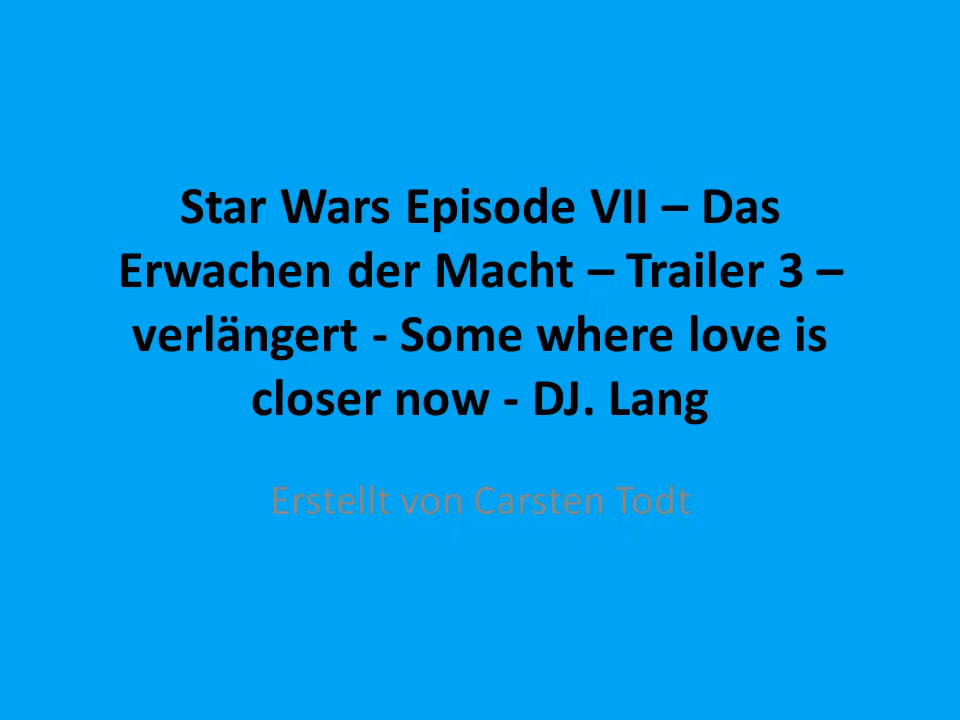 Star Wars Episode VII – Das
Erwachen der Macht – Trailer 3 –
verlängert - Some where love is
closer now - DJ. Lang
Erstellt von Carsten Todt